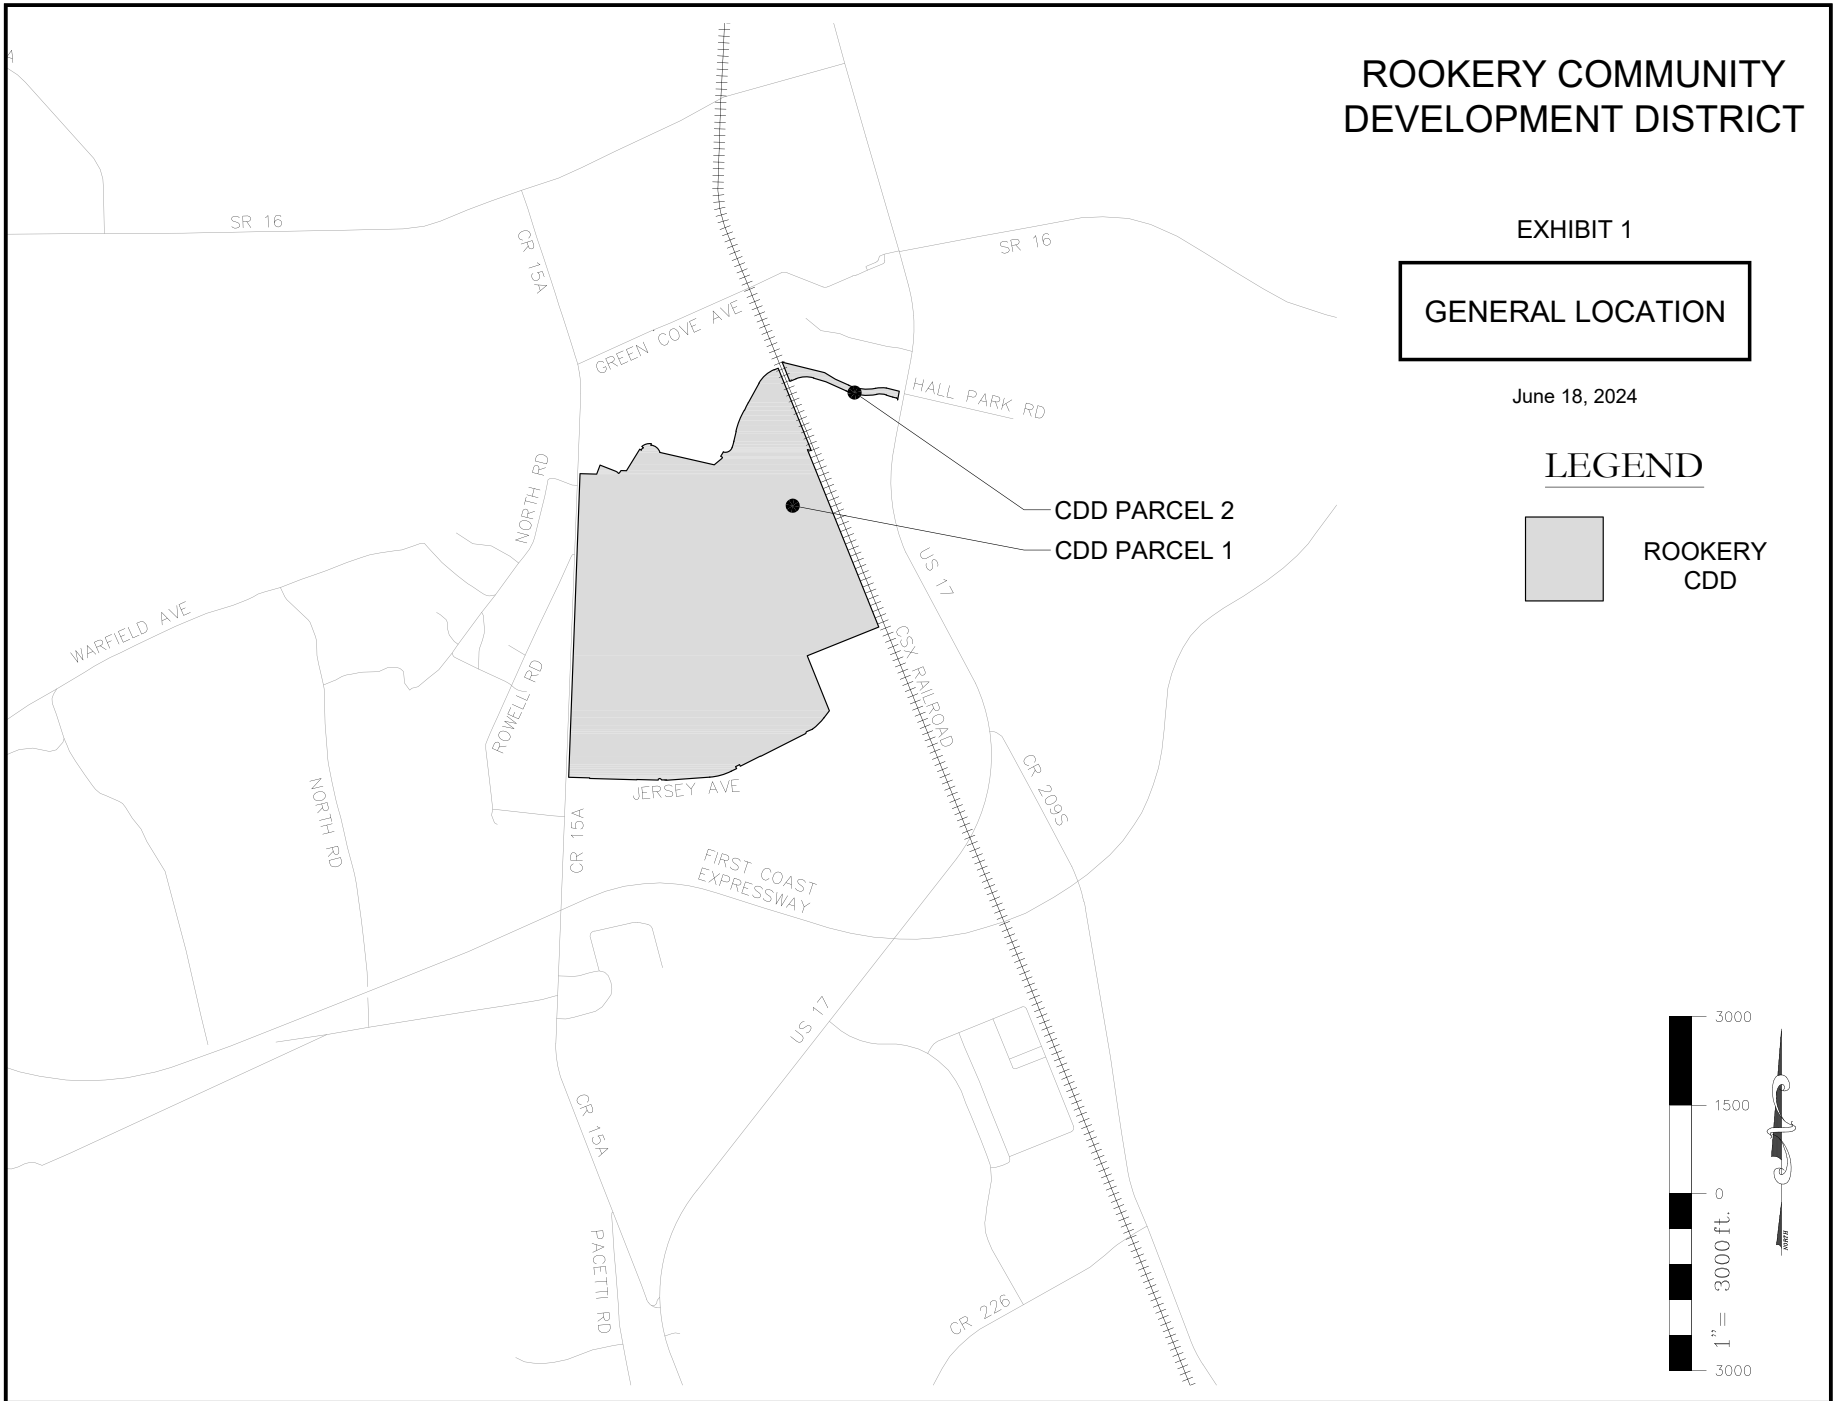 ROOKERY COMMUNITY
DEVELOPMENT DISTRICT
EXHIBIT 1
GENERAL LOCATION
June 18, 2024
LEGEND
ROOKERY
CDD
SR 16
CR 15A
SR 16
GREEN COVE AVE
HALL PARK RD
NORTH RD
CDD PARCEL 2
CDD PARCEL 1
US 17
WARFIELD AVE
ROWELL RD
CSX RAILROAD
NORTH RD
JERSEY AVE
CR 209S
CR 15A
FIRST COAST
EXPRESSWAY
US 17
CR 15A
PACETTI RD
CR 226
3000
1500
0
1"= 3000 ft.
3000
NORTH